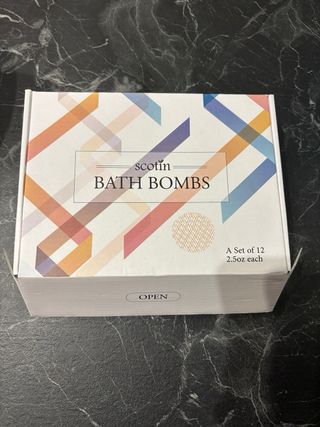 scotin
BATH BOMBS
A Set of 12
2.5oz each
OPEN